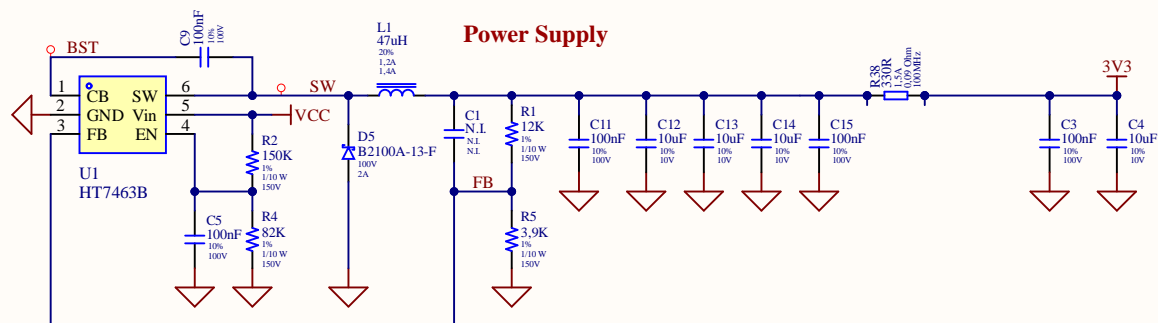 Power Supply
C9
100nF
10%
100V
BST
1 CB SW 6
2 GND Vin 5
3 FB EN 4
U1
HT7463B
SW
VCC
R2
150K
1%
1/10 W
150V
C5
100nF
10%
100V
R4
82K
1%
1/10 W
150V
D5
B2100A-13-F
100V
2A
L1
47uH
20%
1,2A
1,4A
C1
N.I.
N.I.
N.I.
R1
12K
1%
1/10 W
150V
FB
R5
3,9K
1%
1/10 W
150V
C11
100nF
10%
100V
C12
10uF
10%
10V
C13
10uF
10%
10V
C14
10uF
10%
10V
C15
100nF
10%
100V
R38
330R
1,5A
0,09 Ohm
100MHz
3V3
C3
100nF
10%
100V
C4
10uF
10%
10V